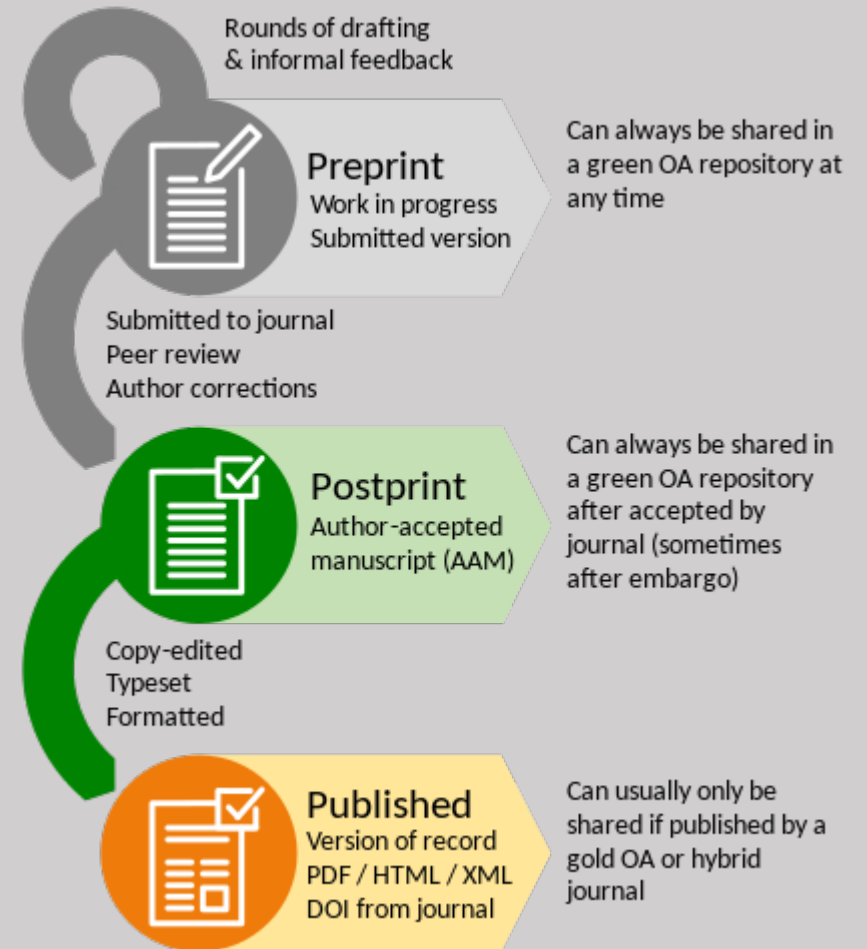 Rounds of drafting
& informal feedback
Preprint
Work in progress
Submitted version
Can always be shared in
a green OA repository at
any time
Submitted to journal
Peer review
Author corrections
Postprint
Author-accepted
manuscript (AAM)
Can always be shared in
a green OA repository
after accepted by
journal (sometimes
after embargo)
Copy-edited
Typeset
Formatted
Published
Version of record
PDF / HTML / XML
DOI from journal
Can usually only be
shared if published by a
gold OA or hybrid
journal